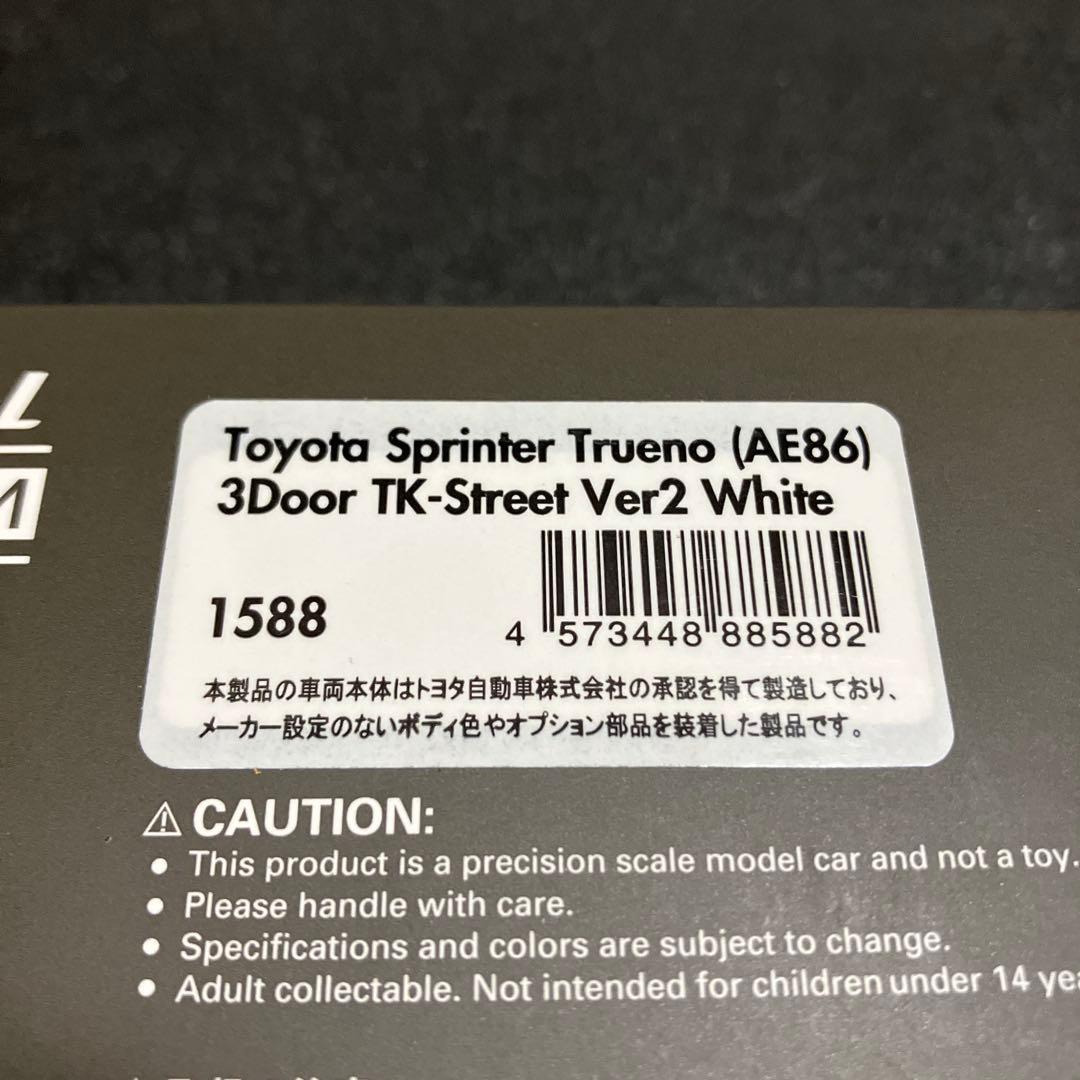 Toyota Sprinter Trueno (AE86)
3Door TK-Street Ver2 White
1588
4 573448 885882
本製品の車両本体はトヨタ自動車株式会社の承認を得て製造しており、
メーカー設定のないボディ色やオプション部品を装着した製品です。
⚠ CAUTION:
• This product is a precision scale model car and not a toy.
• Please handle with care.
• Specifications and colors are subject to change.
• Adult collectable. Not intended for children under 14